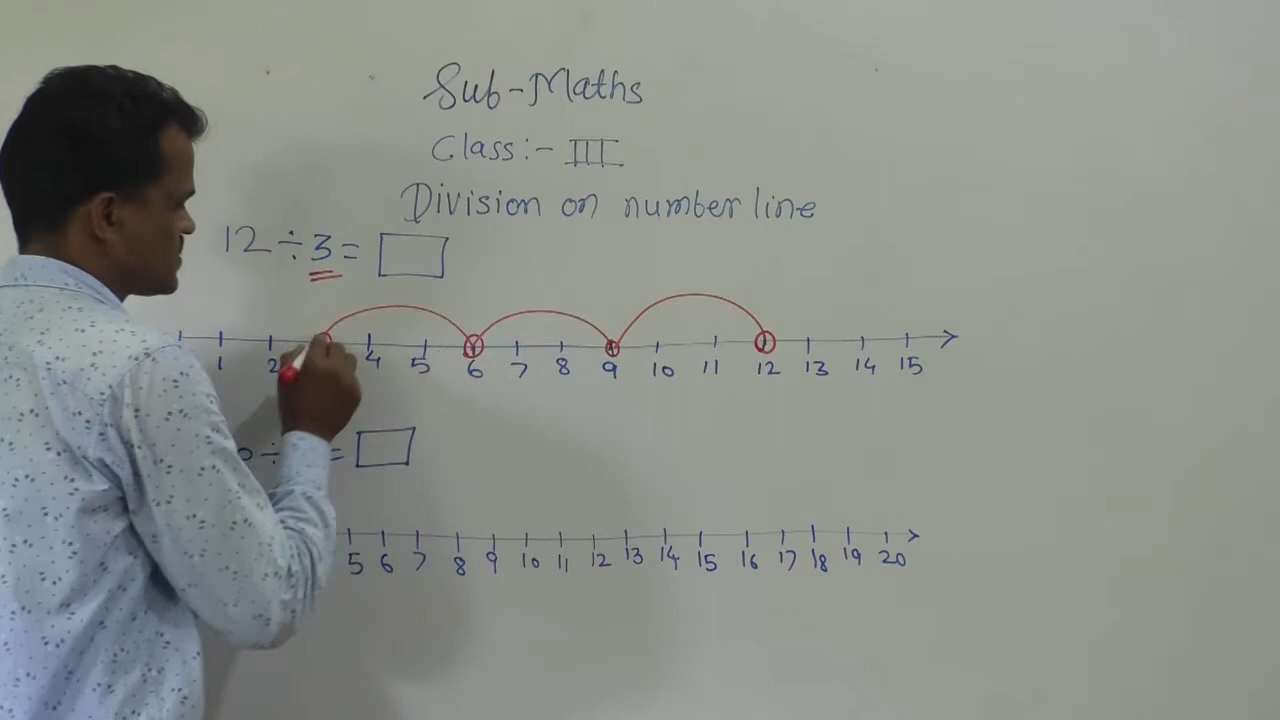 Sub-Maths
Class:- III
Division on number line
12 ÷ 3 =
1 2 4 5 6 7 8 9 10 11 12 13 14 15
÷ =
5 6 7 8 9 10 11 12 13 14 15 16 17 18 19 20